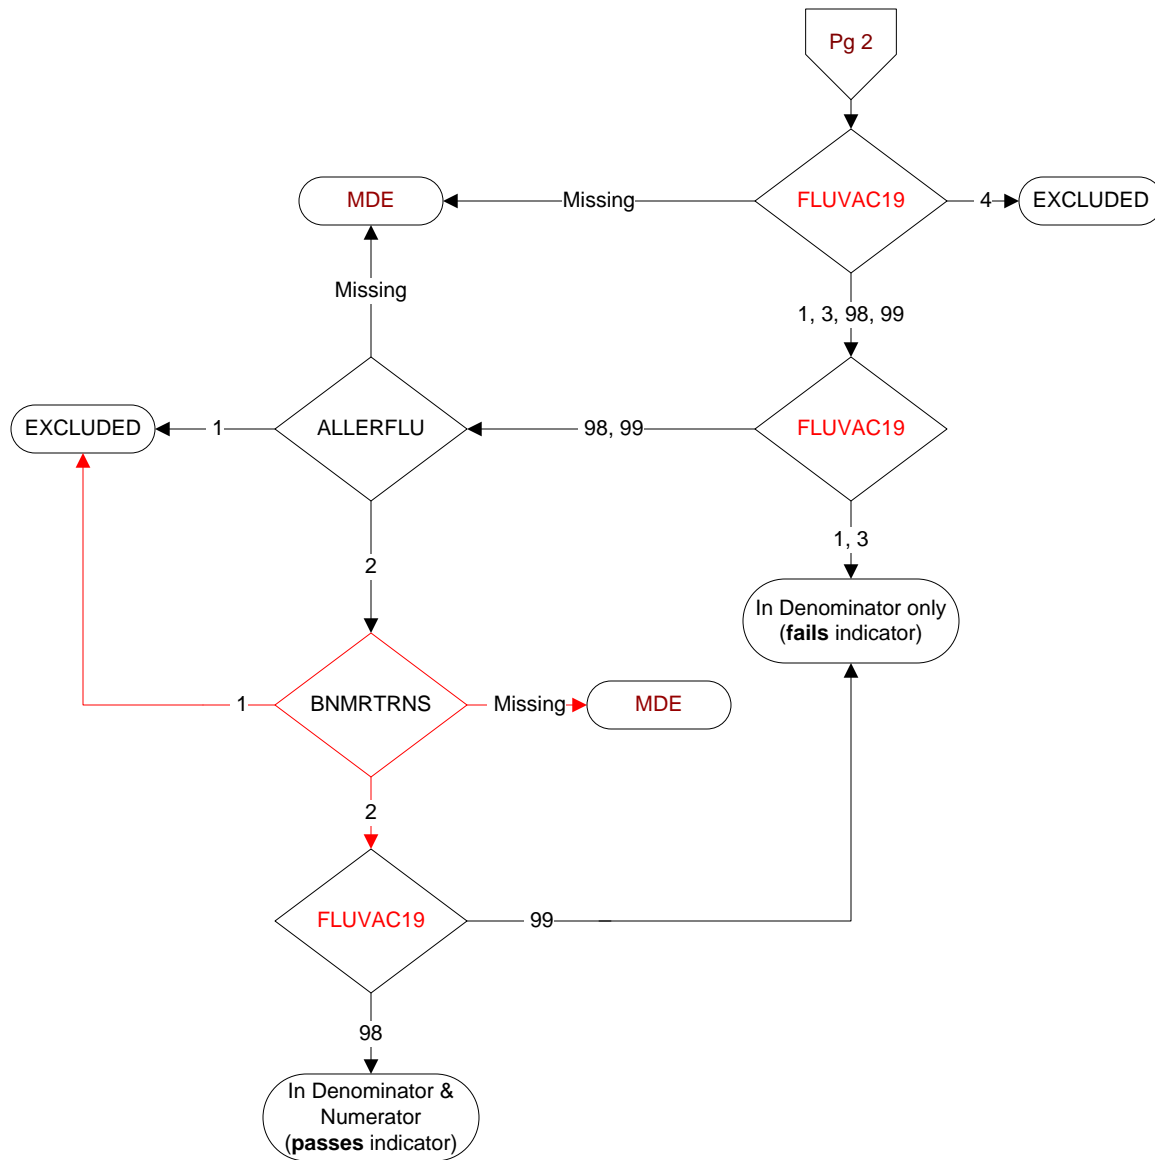 Pg 2
MDE
Missing
FLUVAC19
4
EXCLUDED
Missing
1, 3, 98, 99
EXCLUDED
1
ALLERFLU
98, 99
FLUVAC19
1, 3
2
In Denominator only
(fails indicator)
1
BNMRTRNS
Missing
MDE
2
FLUVAC19
99
98
In Denominator &
Numerator
(passes indicator)